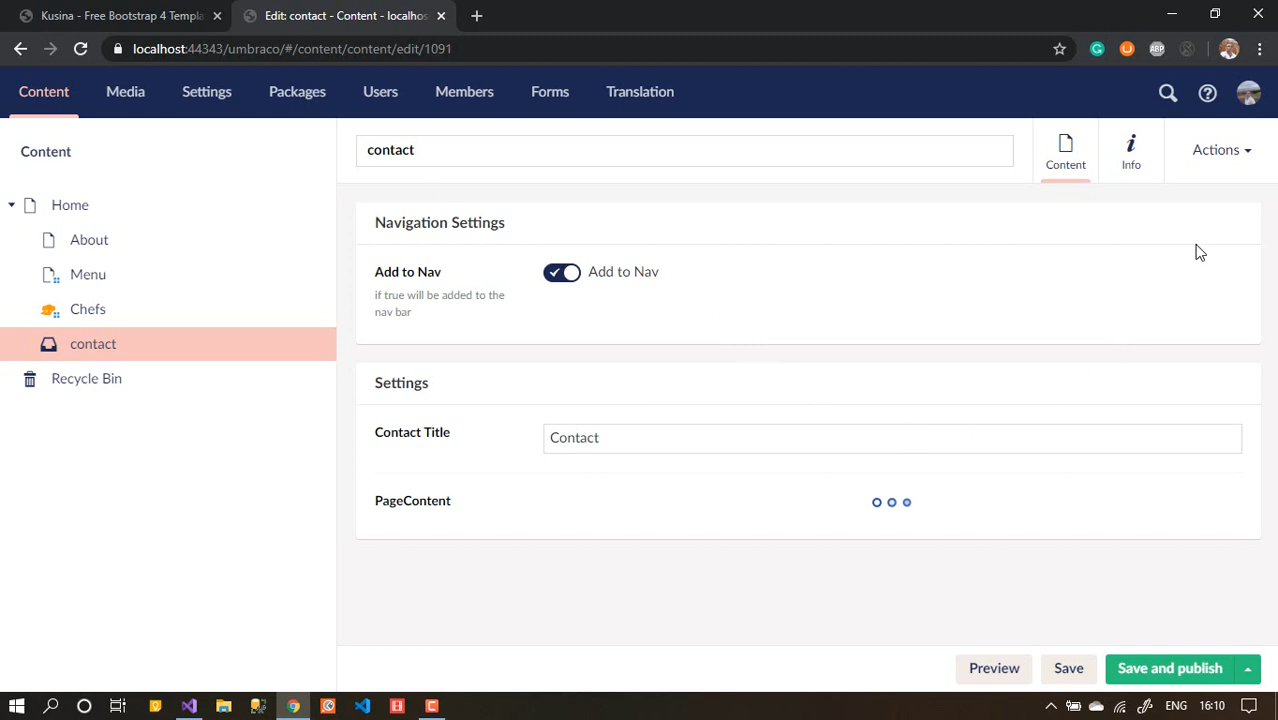 Kusina - Free Bootstrap 4 Templa
Edit: contact - Content - localhos
localhost:44343/umbraco/#/content/content/edit/1091
ABP
Content
Media
Settings
Packages
Users
Members
Forms
Translation
Content
contact
Content
Info
Actions
Home
About
Menu
Chefs
contact
Recycle Bin
Navigation Settings
Add to Nav
Add to Nav
if true will be added to the
nav bar
Settings
Contact Title
Contact
PageContent
Preview
Save
Save and publish
ENG
16:10